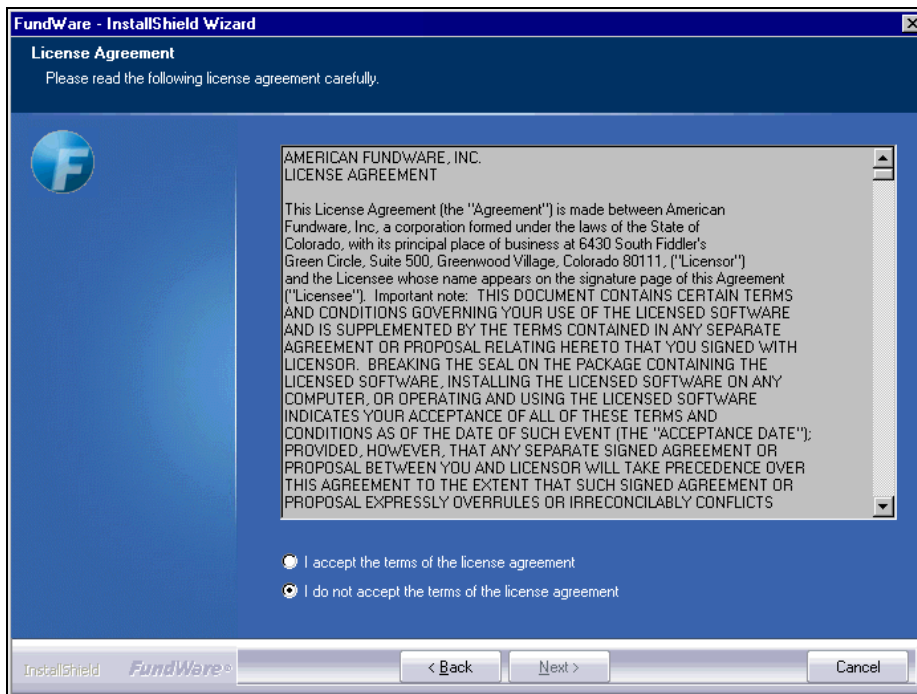 FundWare - InstallShield Wizard
License Agreement
Please read the following license agreement carefully.
AMERICAN FUNDWARE, INC.
LICENSE AGREEMENT
This License Agreement (the "Agreement") is made between American
Fundware, Inc, a corporation formed under the laws of the State of
Colorado, with its principal place of business at 6430 South Fiddler's
Green Circle, Suite 500, Greenwood Village, Colorado 80111, ("Licensor")
and the Licensee whose name appears on the signature page of this Agreement
("Licensee").  Important note:  THIS DOCUMENT CONTAINS CERTAIN TERMS
AND CONDITIONS GOVERNING YOUR USE OF THE LICENSED SOFTWARE
AND IS SUPPLEMENTED BY THE TERMS CONTAINED IN ANY SEPARATE
AGREEMENT OR PROPOSAL RELATING HERETO THAT YOU SIGNED WITH
LICENSOR.  BREAKING THE SEAL ON THE PACKAGE CONTAINING THE
LICENSED SOFTWARE, INSTALLING THE LICENSED SOFTWARE ON ANY
COMPUTER, OR OPERATING AND USING THE LICENSED SOFTWARE
INDICATES YOUR ACCEPTANCE OF ALL OF THESE TERMS AND
CONDITIONS AS OF THE DATE OF SUCH EVENT (THE "ACCEPTANCE DATE");
PROVIDED, HOWEVER, THAT ANY SEPARATE SIGNED AGREEMENT OR
PROPOSAL BETWEEN YOU AND LICENSOR WILL TAKE PRECEDENCE OVER
THIS AGREEMENT TO THE EXTENT THAT SUCH SIGNED AGREEMENT OR
PROPOSAL EXPRESSLY OVERRULES OR IRRECONCILABLY CONFLICTS
I accept the terms of the license agreement
I do not accept the terms of the license agreement
InstallShield FundWare® < Back Next > Cancel